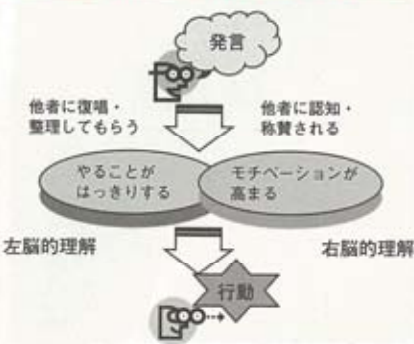 発言
他者に復唱・
整理してもらう
他者に認知・
称賛される
やることが
はっきりする
モチベーションが
高まる
左脳的理解
右脳的理解
行動